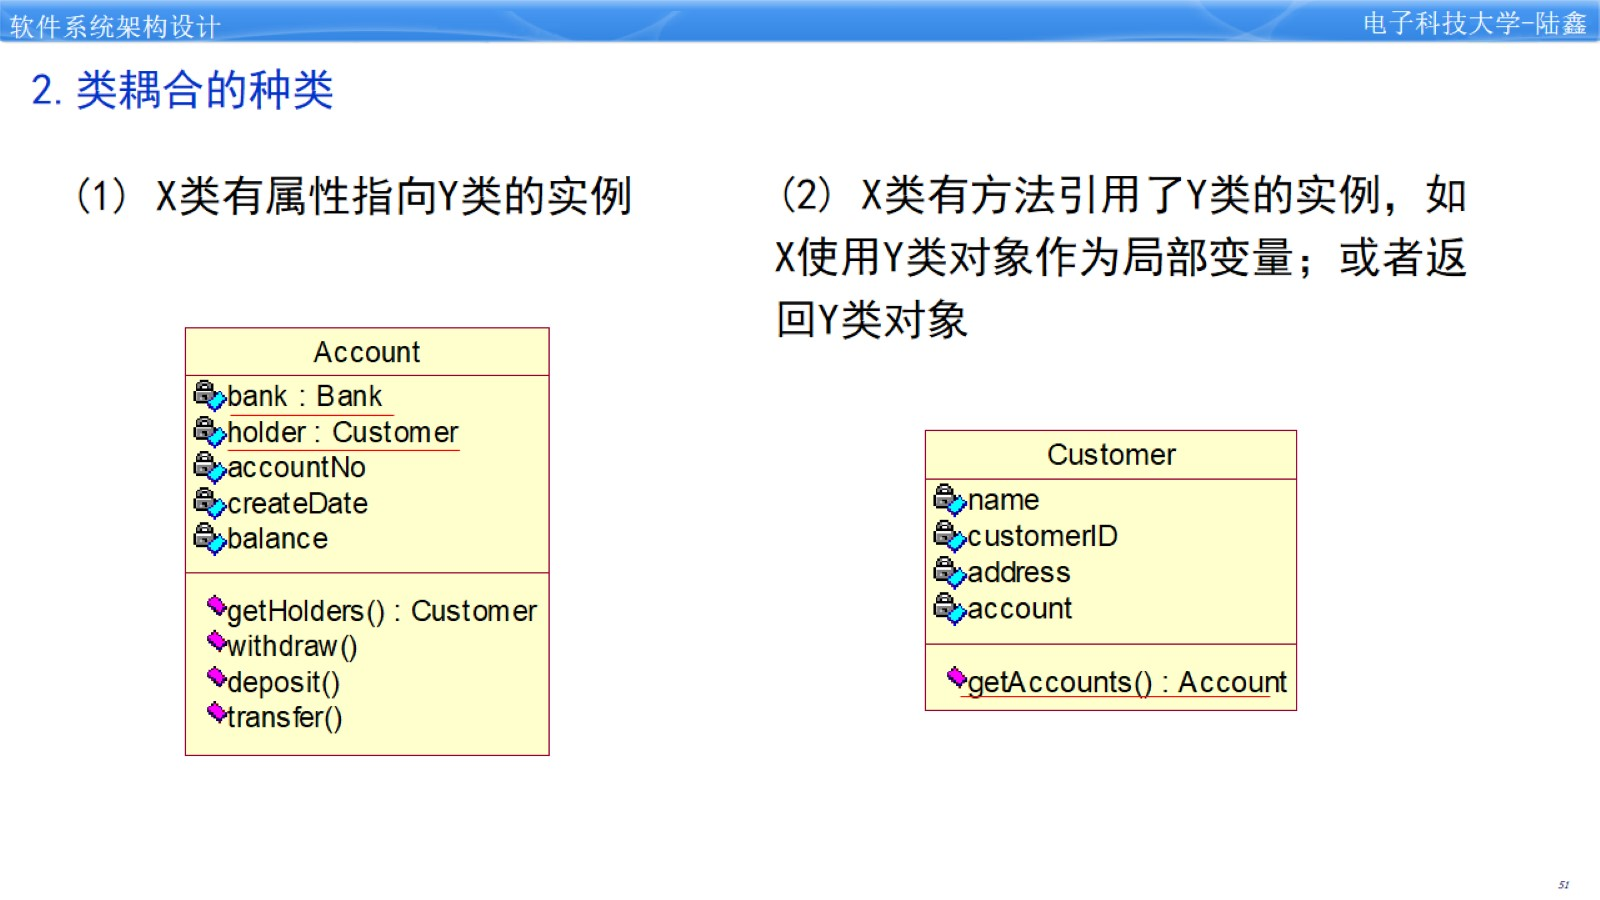 软件系统架构设计
电子科技大学-陆鑫
2. 类耦合的种类
(1) X类有属性指向Y类的实例
(2) X类有方法引用了Y类的实例，如
X使用Y类对象作为局部变量；或者返
回Y类对象
Account
bank : Bank
holder : Customer
accountNo
createDate
balance
getHolders() : Customer
withdraw()
deposit()
transfer()
Customer
name
customerID
address
account
getAccounts() : Account
51